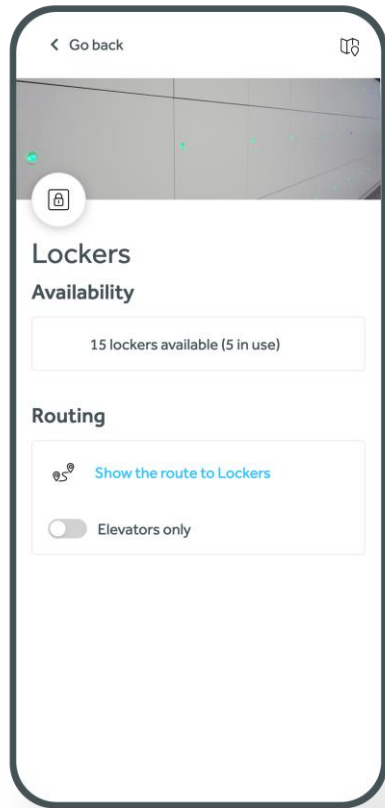 Go back
Lockers
Availability
15 lockers available (5 in use)
Routing
Show the route to Lockers
Elevators only